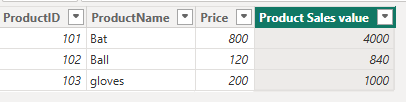 ProductID ProductName Price Product Sales value
101 Bat 800 4000
102 Ball 120 840
103 gloves 200 1000